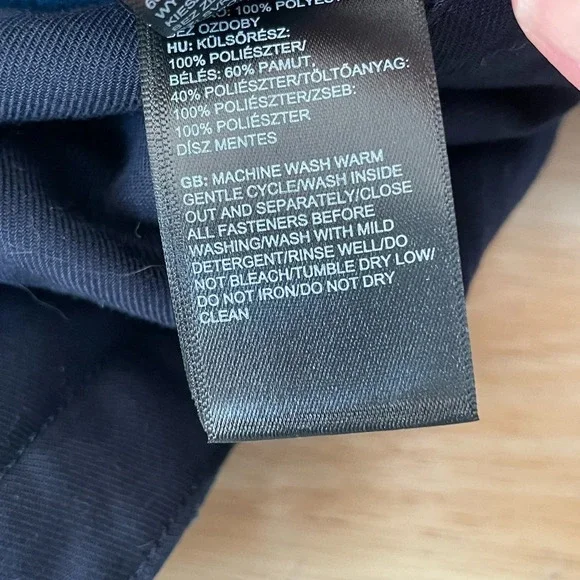 100% POLYES
BEZ OZDOBY
HU: KÜLSŐRÉSZ:
100% POLIÉSZTER/
BÉLÉS: 60% PAMUT,
40% POLIÉSZTER/TÖLTŐANYAG:
100% POLIÉSZTER/ZSEB:
100% POLIÉSZTER
DÍSZ MENTES
GB: MACHINE WASH WARM
GENTLE CYCLE/WASH INSIDE
OUT AND SEPARATELY/CLOSE
ALL FASTENERS BEFORE
WASHING/WASH WITH MILD
DETERGENT/RINSE WELL/DO
NOT BLEACH/TUMBLE DRY LOW/
DO NOT IRON/DO NOT DRY
CLEAN